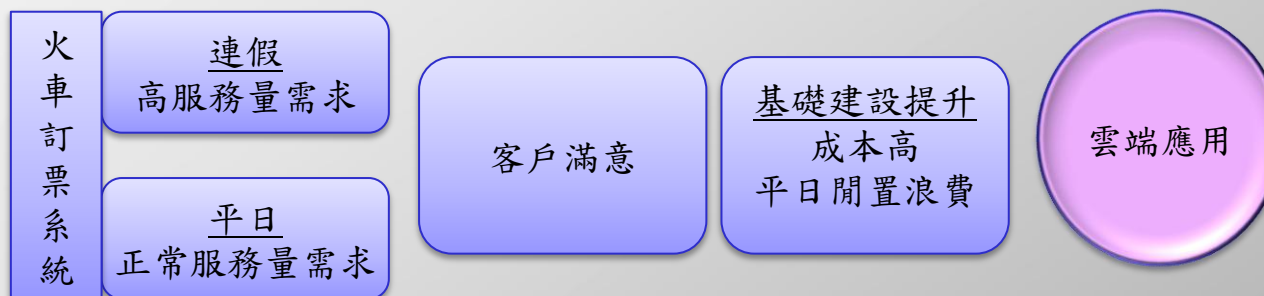 火車訂票系統
連假
高服務量需求
平日
正常服務量需求
客戶滿意
基礎建設提升
成本高
平日閒置浪費
雲端應用